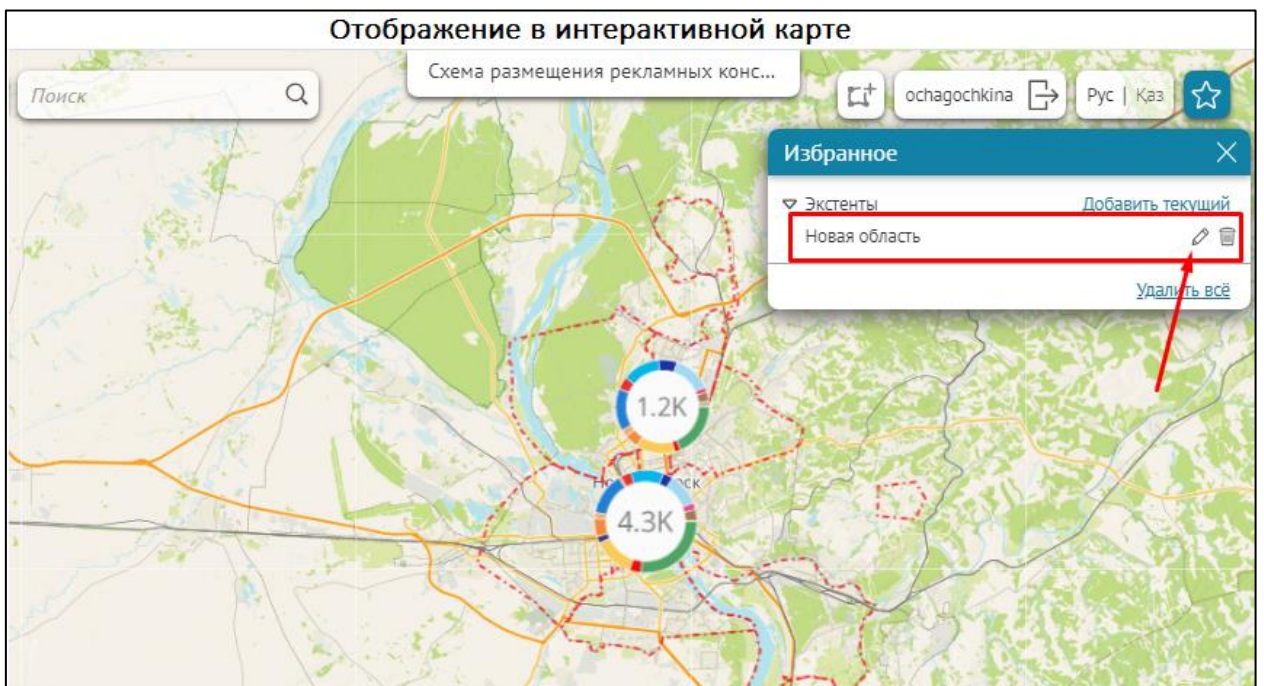 Отображение в интерактивной карте
Схема размещения рекламных конс...
Поиск
ochagochkina
Рус | Қаз
Избранное
Экстенты
Добавить текущий
Новая область
Удалить всё
1.2K
4.3K